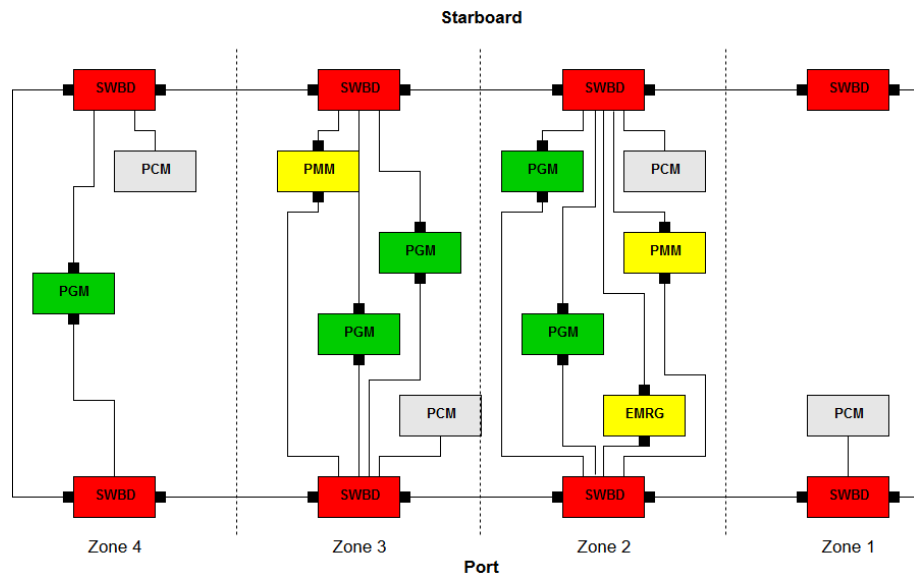 Starboard
SWBD SWBD SWBD SWBD
PCM PMM PGM PCM
PGM PMM
PGM
PGM PGM
PCM EMRG PCM
SWBD SWBD SWBD SWBD
Zone 4 Zone 3 Zone 2 Zone 1
Port